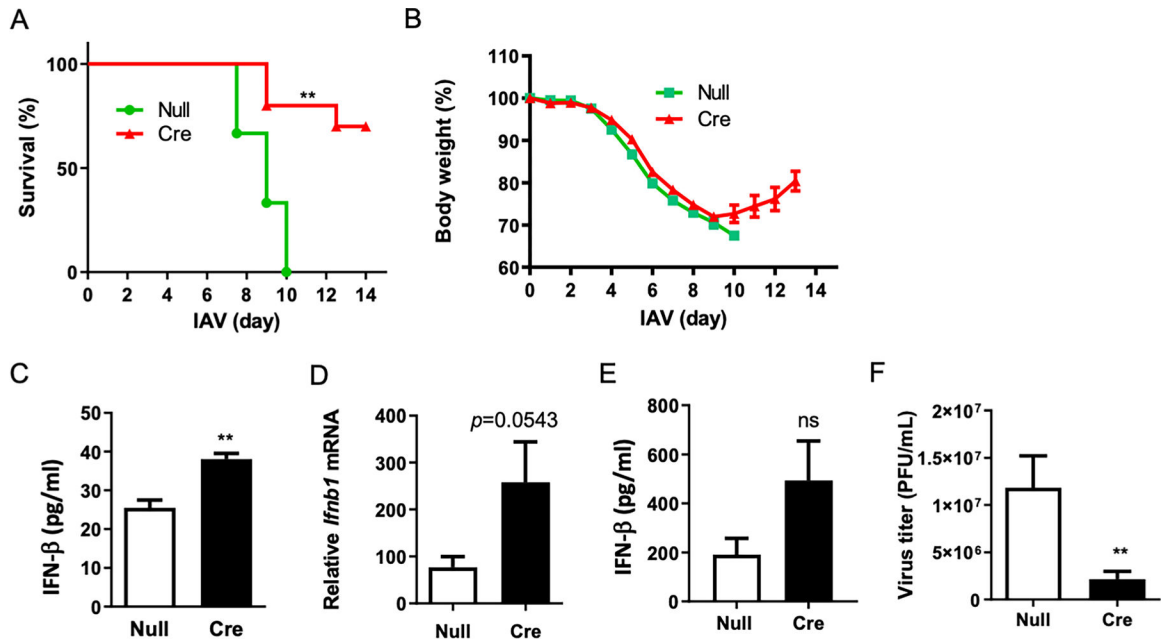 A
Survival (%)
100
50
0
Null
Cre
**
0 2 4 6 8 10 12 14
IAV (day)
B
Body weight (%)
110
100
90
80
70
60
Null
Cre
0 2 4 6 8 10 12 14
IAV (day)
C
IFN-β (pg/ml)
50
40
30
20
10
0
**
Null Cre
D
Relative Ifnb1 mRNA
400
300
200
100
0
p=0.0543
Null Cre
E
IFN-β (pg/ml)
800
600
400
200
0
ns
Null Cre
F
Virus titer (PFU/mL)
2×10⁷
1.5×10⁷
1×10⁷
5×10⁶
0
**
Null Cre